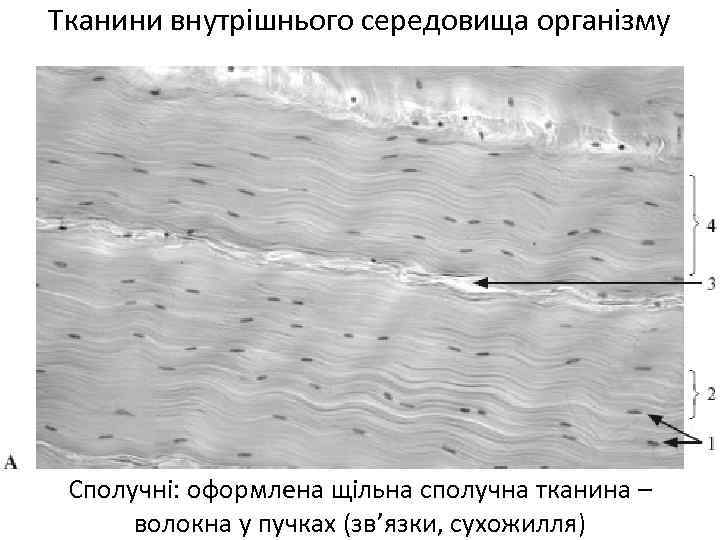 Тканини внутрішнього середовища організму
4
3
2
1
А
Сполучні: оформлена щільна сполучна тканина –
волокна у пучках (зв’язки, сухожилля)